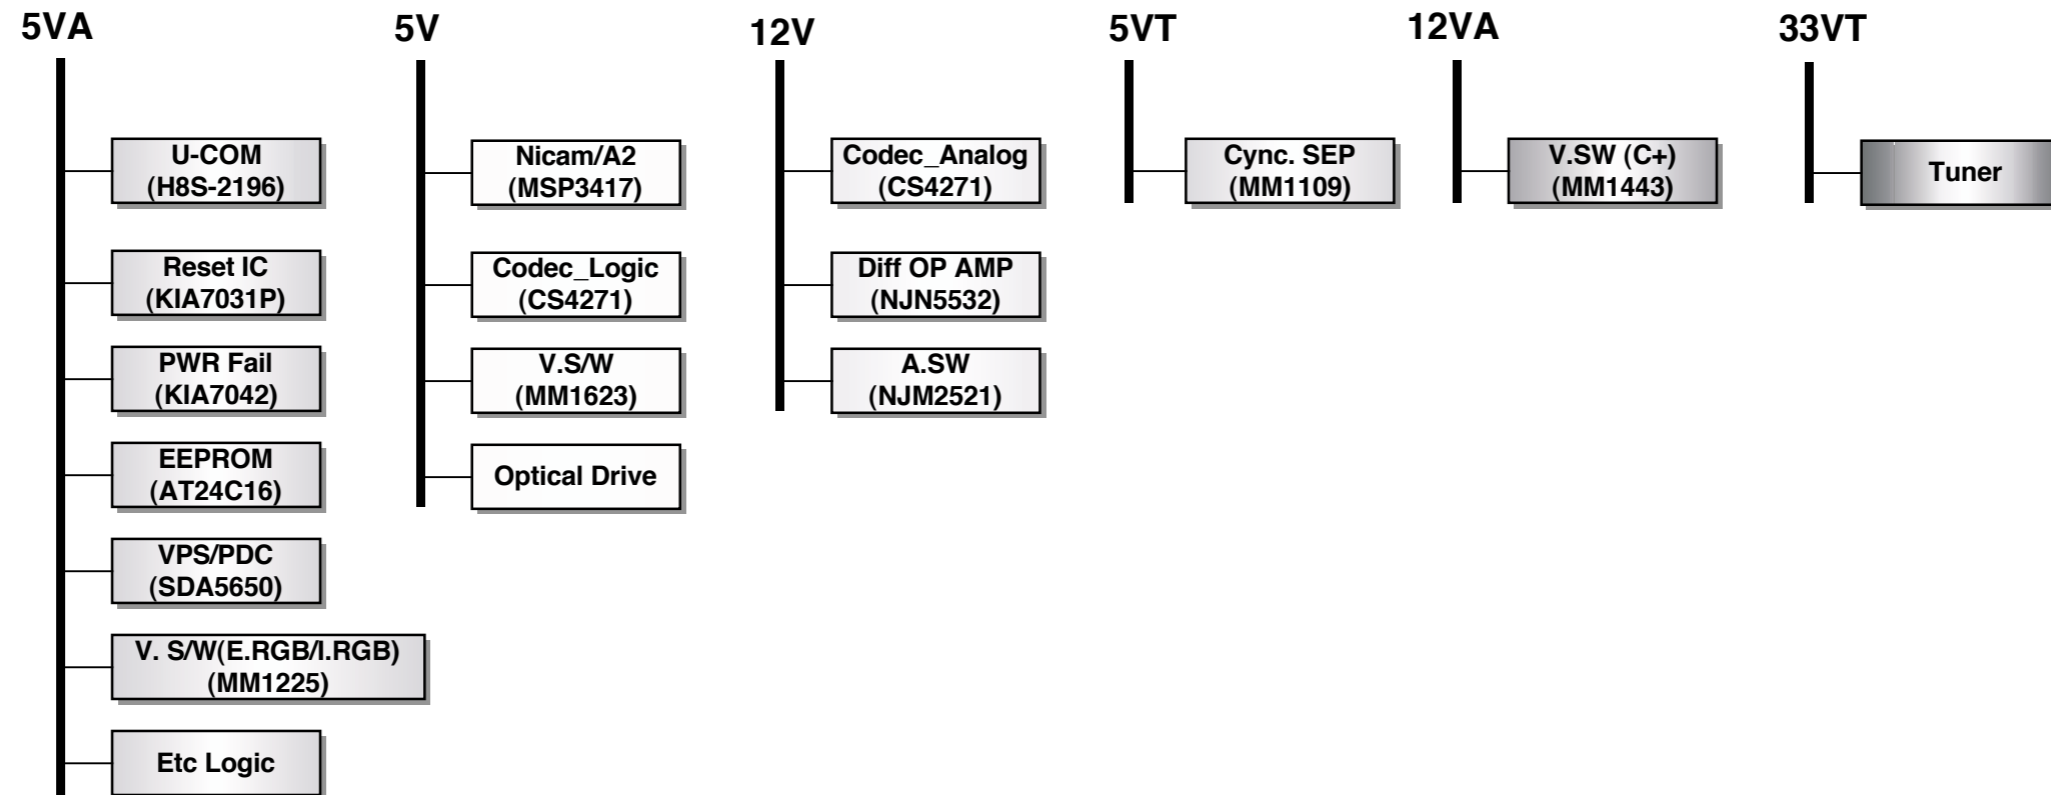 5VA
U-COM
(H8S-2196)
Reset IC
(KIA7031P)
PWR Fail
(KIA7042)
EEPROM
(AT24C16)
VPS/PDC
(SDA5650)
V. S/W(E.RGB/I.RGB)
(MM1225)
Etc Logic
5V
Nicam/A2
(MSP3417)
Codec_Logic
(CS4271)
V.S/W
(MM1623)
Optical Drive
12V
Codec_Analog
(CS4271)
Diff OP AMP
(NJN5532)
A.SW
(NJM2521)
5VT
Cync. SEP
(MM1109)
12VA
V.SW (C+)
(MM1443)
33VT
Tuner